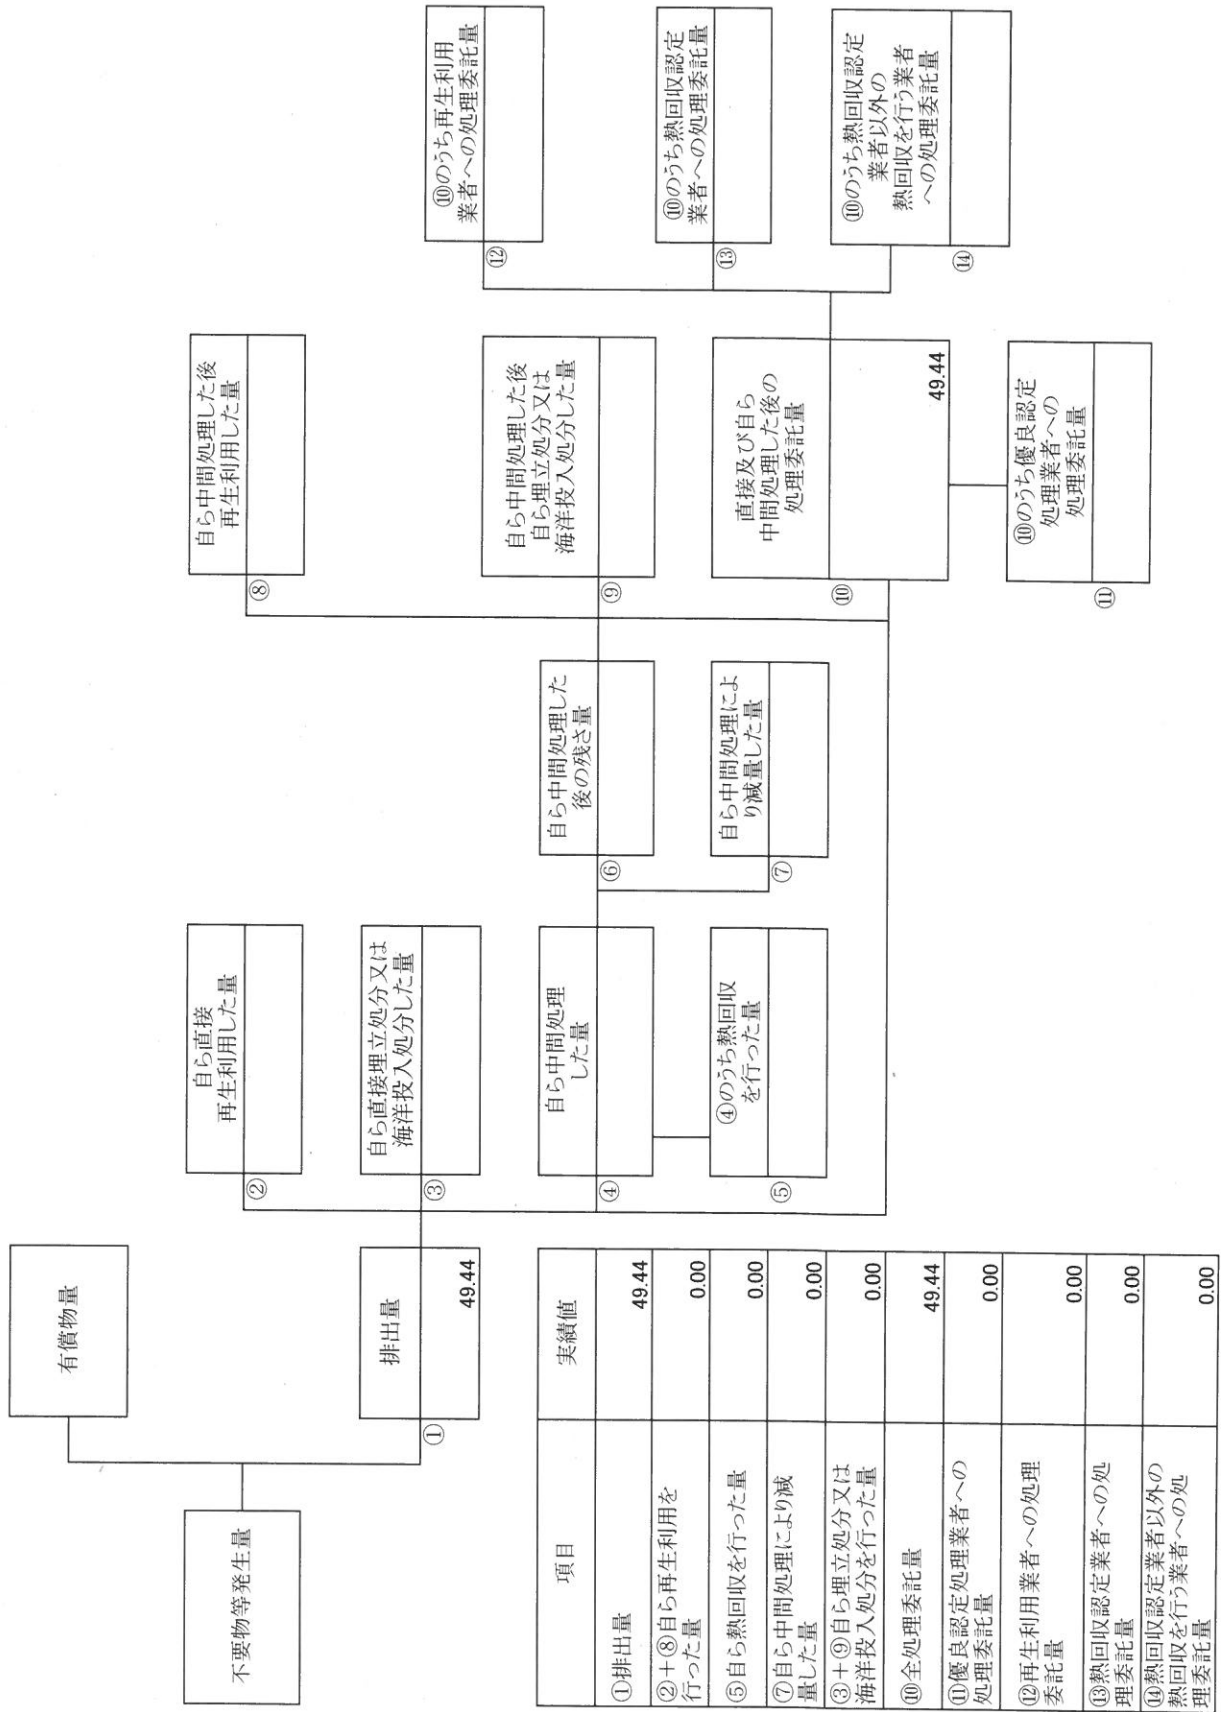 不要物等発生量
有償物量
①
排出量
49.44
②
自ら直接
再生利用した量
③
自ら直接埋立処分又は
海洋投入処分した量
④
自ら中間処理
した量
⑤
④のうち熱回収
を行った量
⑥
自ら中間処理した
後の残さ量
⑦
自ら中間処理によ
り減量した量
⑧
自ら中間処理した後
再生利用した量
⑨
自ら中間処理した後
自ら埋立処分又は
海洋投入処分した量
⑩
直接及び自ら
中間処理した後の
処理委託量
49.44
⑪
⑩のうち優良認定
処理業者への
処理委託量
⑫
⑩のうち再生利用
業者への処理委託量
⑬
⑩のうち熱回収認定
業者への処理委託量
⑭
⑩のうち熱回収認定
業者以外の
熱回収を行う業者
への処理委託量
項目
実績値
①排出量
49.44
②+⑧自ら再生利用を
行った量
0.00
⑤自ら熱回収を行った量
0.00
⑦自ら中間処理により減
量した量
0.00
③+⑨自ら埋立処分又は
海洋投入処分を行った量
0.00
⑩全処理委託量
49.44
⑪優良認定処理業者への
処理委託量
0.00
⑫再生利用業者への処理
委託量
0.00
⑬熱回収認定業者への処
理委託量
0.00
⑭熱回収認定業者以外の
熱回収を行う業者への処
理委託量
0.00